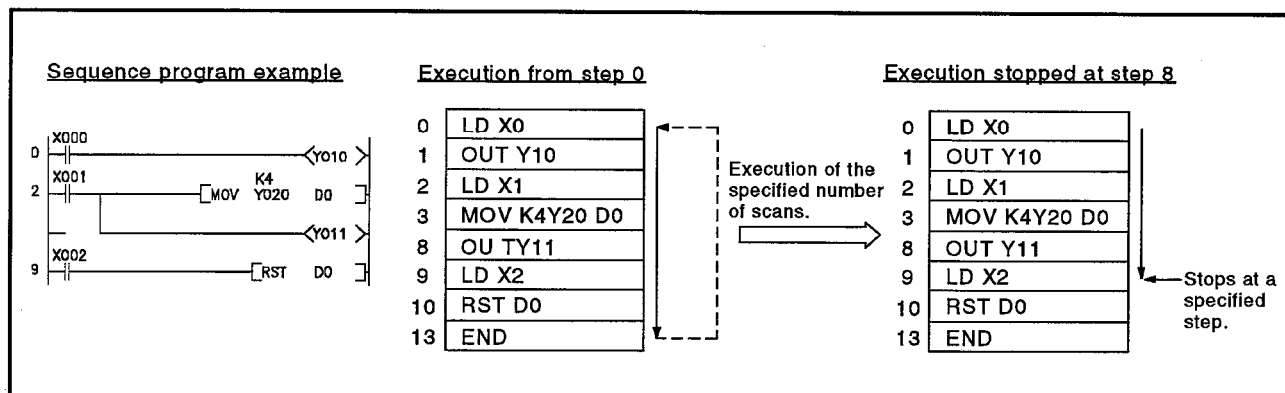 Sequence program example
X000
0
Y010
X001
K4
2
MOV Y020 D0
Y011
X002
9
RST D0
Execution from step 0
0 LD X0
1 OUT Y10
2 LD X1
3 MOV K4Y20 D0
8 OU TY11
9 LD X2
10 RST D0
13 END
Execution of the
specified number
of scans.
Execution stopped at step 8
0 LD X0
1 OUT Y10
2 LD X1
3 MOV K4Y20 D0
8 OUT Y11
9 LD X2
10 RST D0
13 END
Stops at a
specified
step.